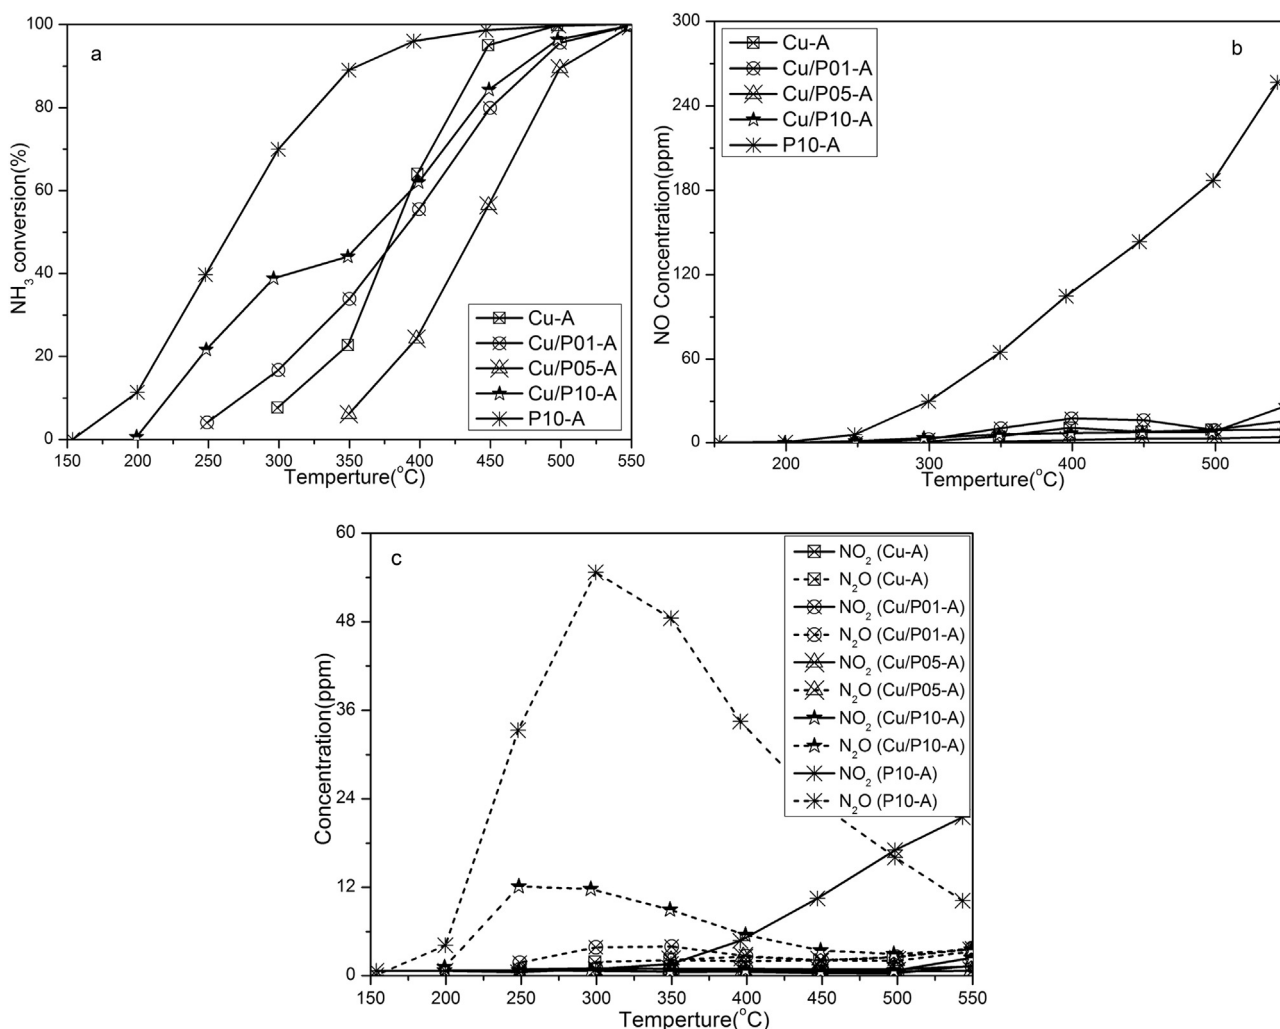 a
NH3 conversion(%)
100
80
60
40
20
0
150 200 250 300 350 400 450 500 550
Temperture(oC)
Cu-A
Cu/P01-A
Cu/P05-A
Cu/P10-A
P10-A
b
NO Concentration(ppm)
300
240
180
120
60
0
200 300 400 500
Temperture(oC)
Cu-A
Cu/P01-A
Cu/P05-A
Cu/P10-A
P10-A
c
Concentration(ppm)
60
48
36
24
12
0
150 200 250 300 350 400 450 500 550
Temperture(oC)
NO2 (Cu-A)
N2O (Cu-A)
NO2 (Cu/P01-A)
N2O (Cu/P01-A)
NO2 (Cu/P05-A)
N2O (Cu/P05-A)
NO2 (Cu/P10-A)
N2O (Cu/P10-A)
NO2 (P10-A)
N2O (P10-A)